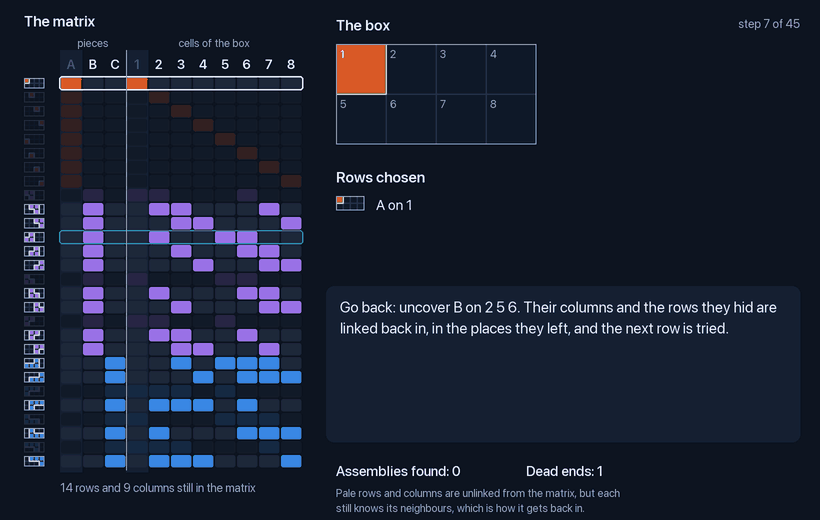 The matrix
pieces
cells of the box
A B C 1 2 3 4 5 6 7 8
14 rows and 9 columns still in the matrix
The box
step 7 of 45
1 2 3 4
5 6 7 8
Rows chosen
A on 1
Go back: uncover B on 2 5 6. Their columns and the rows they hid are
linked back in, in the places they left, and the next row is tried.
Assemblies found: 0
Dead ends: 1
Pale rows and columns are unlinked from the matrix, but each
still knows its neighbours, which is how it gets back in.